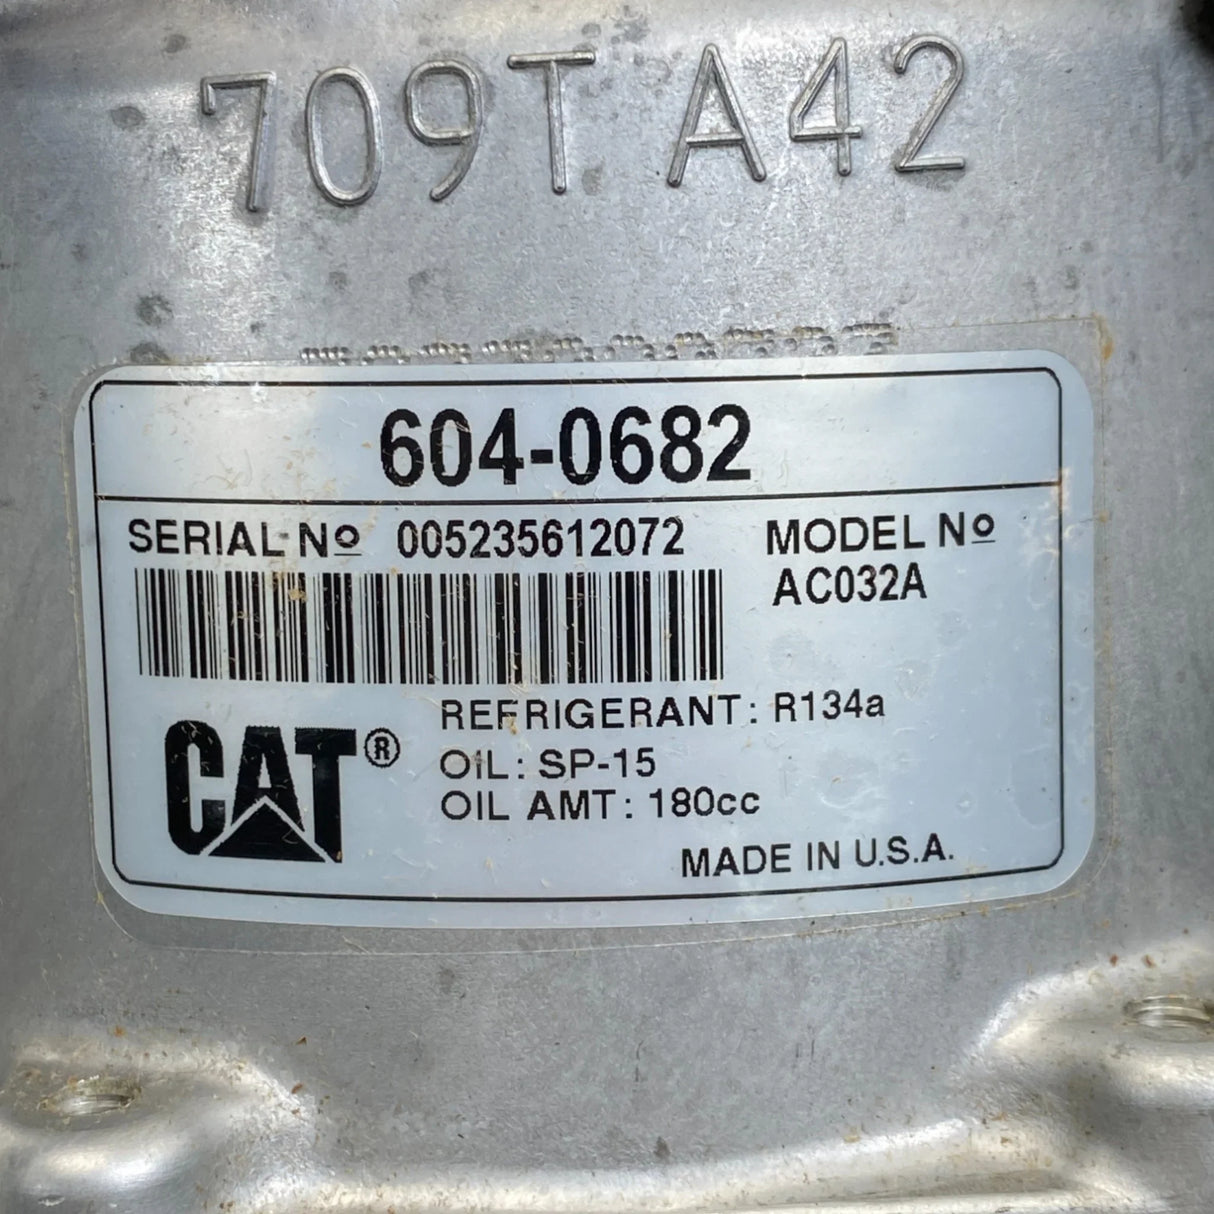 709T A42
604-0682
SERIAL Nº 005235612072 MODEL Nº
AC032A
CAT® REFRIGERANT: R134a
OIL: SP-15
OIL AMT: 180cc
MADE IN U.S.A.